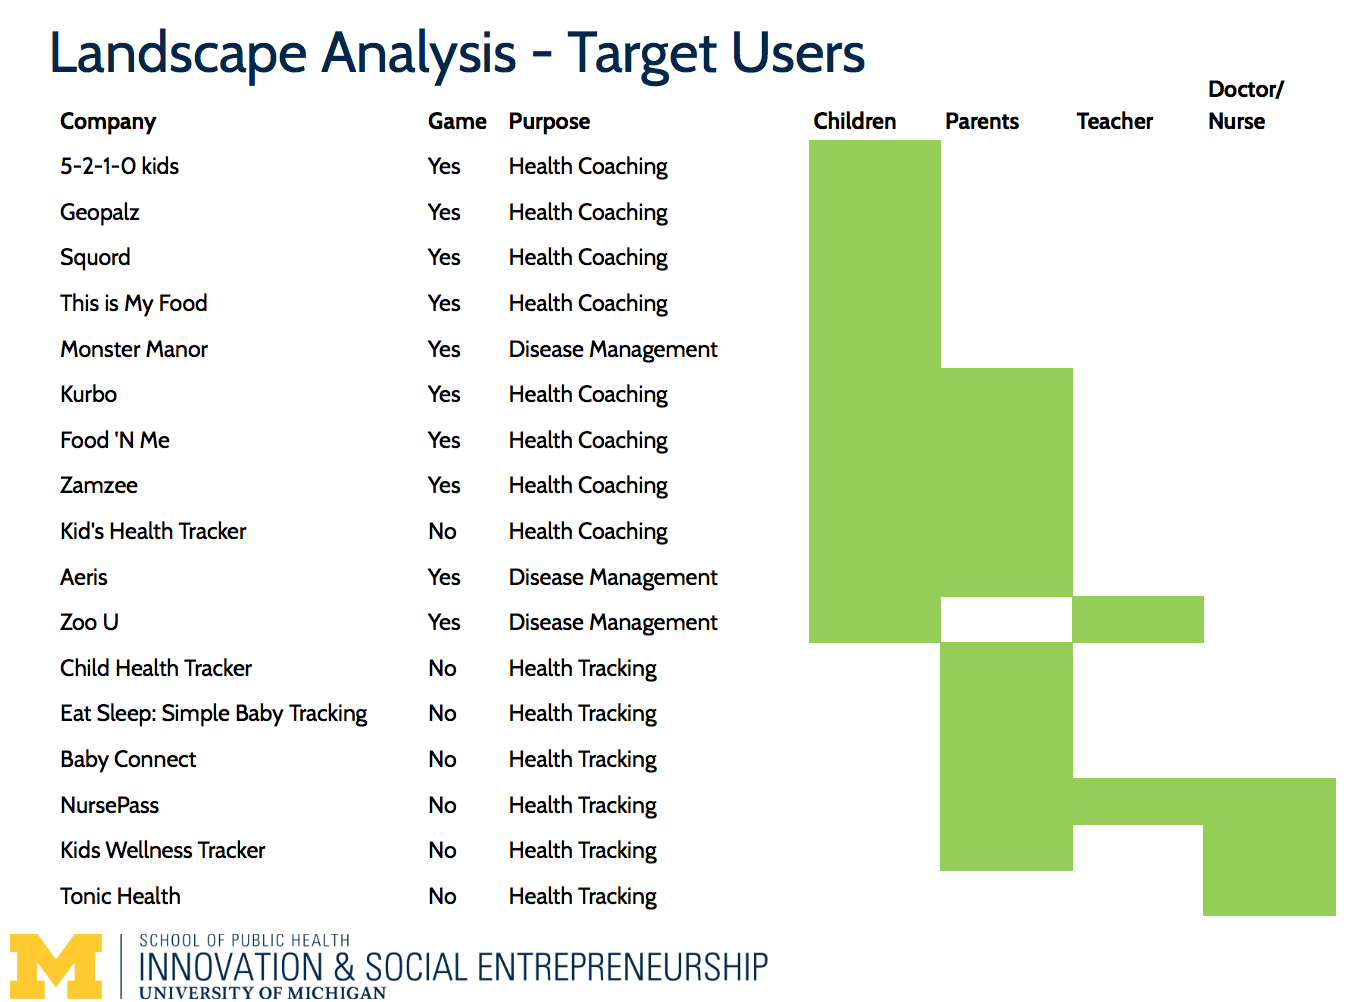 Landscape Analysis - Target Users
Company Game Purpose Children Parents Teacher Doctor/
Nurse
5-2-1-0 kids Yes Health Coaching
Geopalz Yes Health Coaching
Squord Yes Health Coaching
This is My Food Yes Health Coaching
Monster Manor Yes Disease Management
Kurbo Yes Health Coaching
Food 'N Me Yes Health Coaching
Zamzee Yes Health Coaching
Kid's Health Tracker No Health Coaching
Aeris Yes Disease Management
Zoo U Yes Disease Management
Child Health Tracker No Health Tracking
Eat Sleep: Simple Baby Tracking No Health Tracking
Baby Connect No Health Tracking
NursePass No Health Tracking
Kids Wellness Tracker No Health Tracking
Tonic Health No Health Tracking
M
SCHOOL OF PUBLIC HEALTH
INNOVATION & SOCIAL ENTREPRENEURSHIP
UNIVERSITY OF MICHIGAN